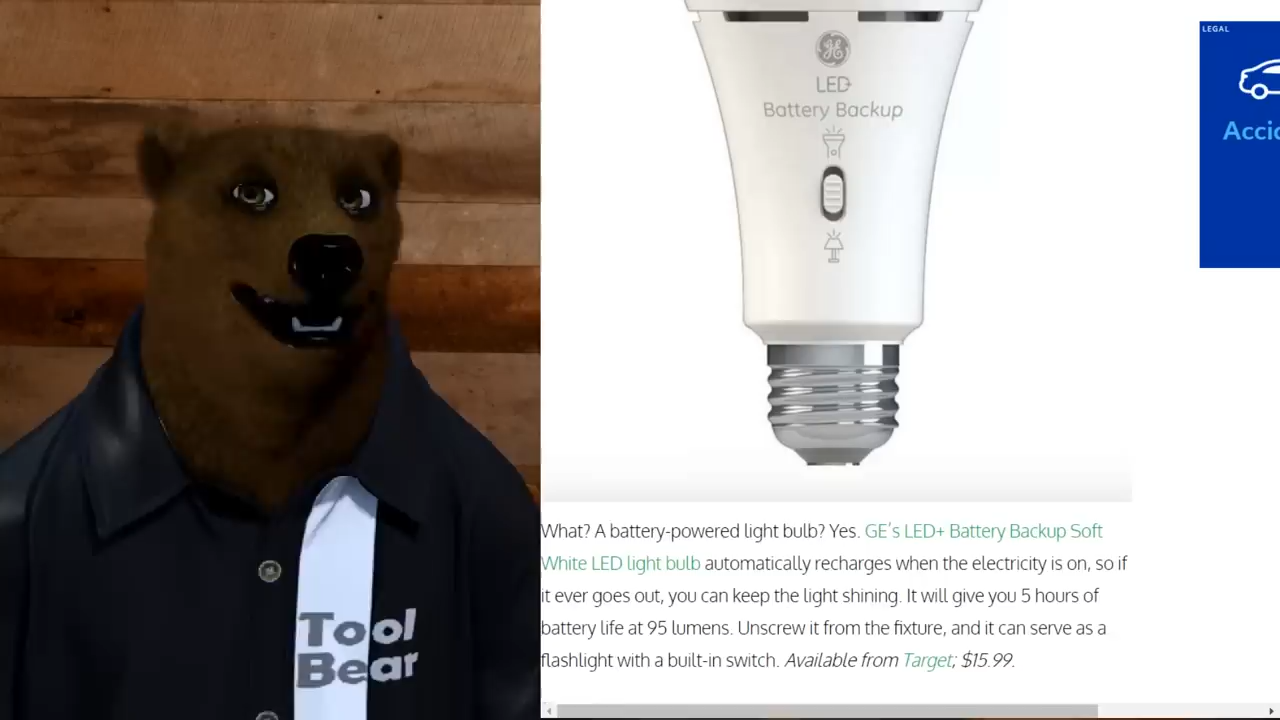 LEGAL
GE
LED+
Battery Backup
What? A battery-powered light bulb? Yes. GE's LED+ Battery Backup Soft
White LED light bulb automatically recharges when the electricity is on, so if
it ever goes out, you can keep the light shining. It will give you 5 hours of
battery life at 95 lumens. Unscrew it from the fixture, and it can serve as a
flashlight with a built-in switch. Available from Target; $15.99.
Tool
Bear